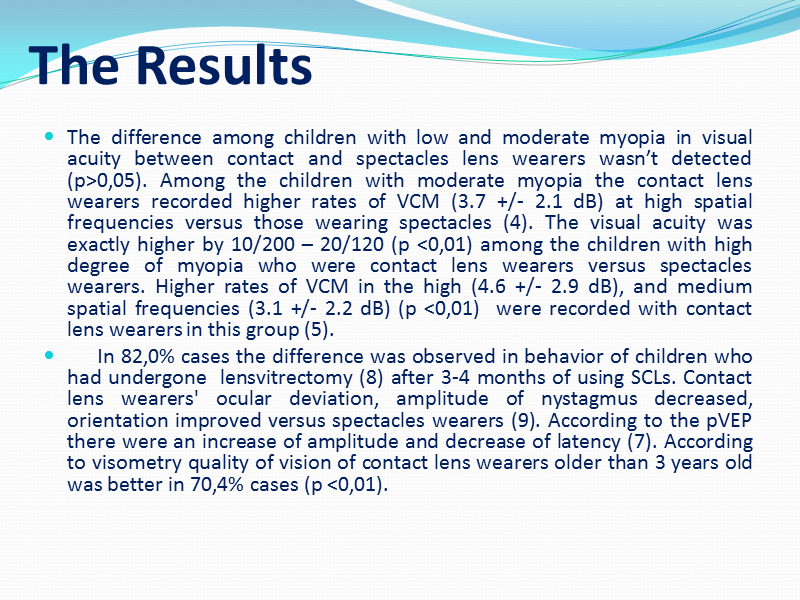 The Results
The difference among children with low and moderate myopia in visual
acuity between contact and spectacles lens wearers wasn't detected
(p>0,05). Among the children with moderate myopia the contact lens
wearers recorded higher rates of VCM (3.7 +/- 2.1 dB) at high spatial
frequencies versus those wearing spectacles (4). The visual acuity was
exactly higher by 10/200 – 20/120 (p <0,01) among the children with high
degree of myopia who were contact lens wearers versus spectacles
wearers. Higher rates of VCM in the high (4.6 +/- 2.9 dB), and medium
spatial frequencies (3.1 +/- 2.2 dB) (p <0,01) were recorded with contact
lens wearers in this group (5).
In 82,0% cases the difference was observed in behavior of children who
had undergone lensvitrectomy (8) after 3-4 months of using SCLs. Contact
lens wearers' ocular deviation, amplitude of nystagmus decreased,
orientation improved versus spectacles wearers (9). According to the pVEP
there were an increase of amplitude and decrease of latency (7). According
to visometry quality of vision of contact lens wearers older than 3 years old
was better in 70,4% cases (p <0,01).